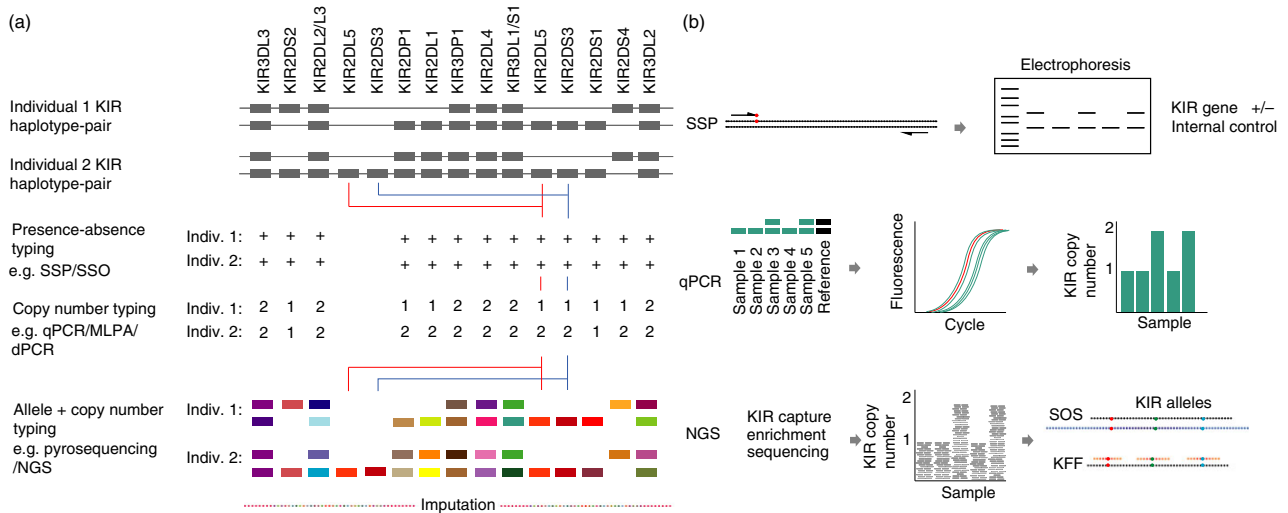 (a)
KIR3DL3 KIR2DS2 KIR2DL2/L3 KIR2DL5 KIR2DS3 KIR2DP1 KIR2DL1 KIR3DP1 KIR2DL4 KIR3DL1/S1 KIR2DL5 KIR2DS3 KIR2DS1 KIR2DS4 KIR3DL2
Individual 1 KIR
haplotype-pair
Individual 2 KIR
haplotype-pair
Presence-absence
typing
e.g. SSP/SSO
Indiv. 1: + + + + + + + + + + + + +
Indiv. 2: + + + + + + + + + + + + +
Copy number typing
e.g. qPCR/MLPA/
dPCR
Indiv. 1: 2 1 2 1 1 2 2 2 1 1 1 1 2
Indiv. 2: 2 1 2 2 2 2 2 2 2 2 1 2 2
Allele + copy number
typing
e.g. pyrosequencing
/NGS
Indiv. 1:
Indiv. 2:
Imputation
(b)
SSP
Electrophoresis
KIR gene +/–
Internal control
qPCR
Sample 1
Sample 2
Sample 3
Sample 4
Sample 5
Reference
Fluorescence
Cycle
KIR copy
number
2
1
Sample
NGS
KIR capture
enrichment
sequencing
KIR copy
number
2
1
Sample
KIR alleles
SOS
KFF